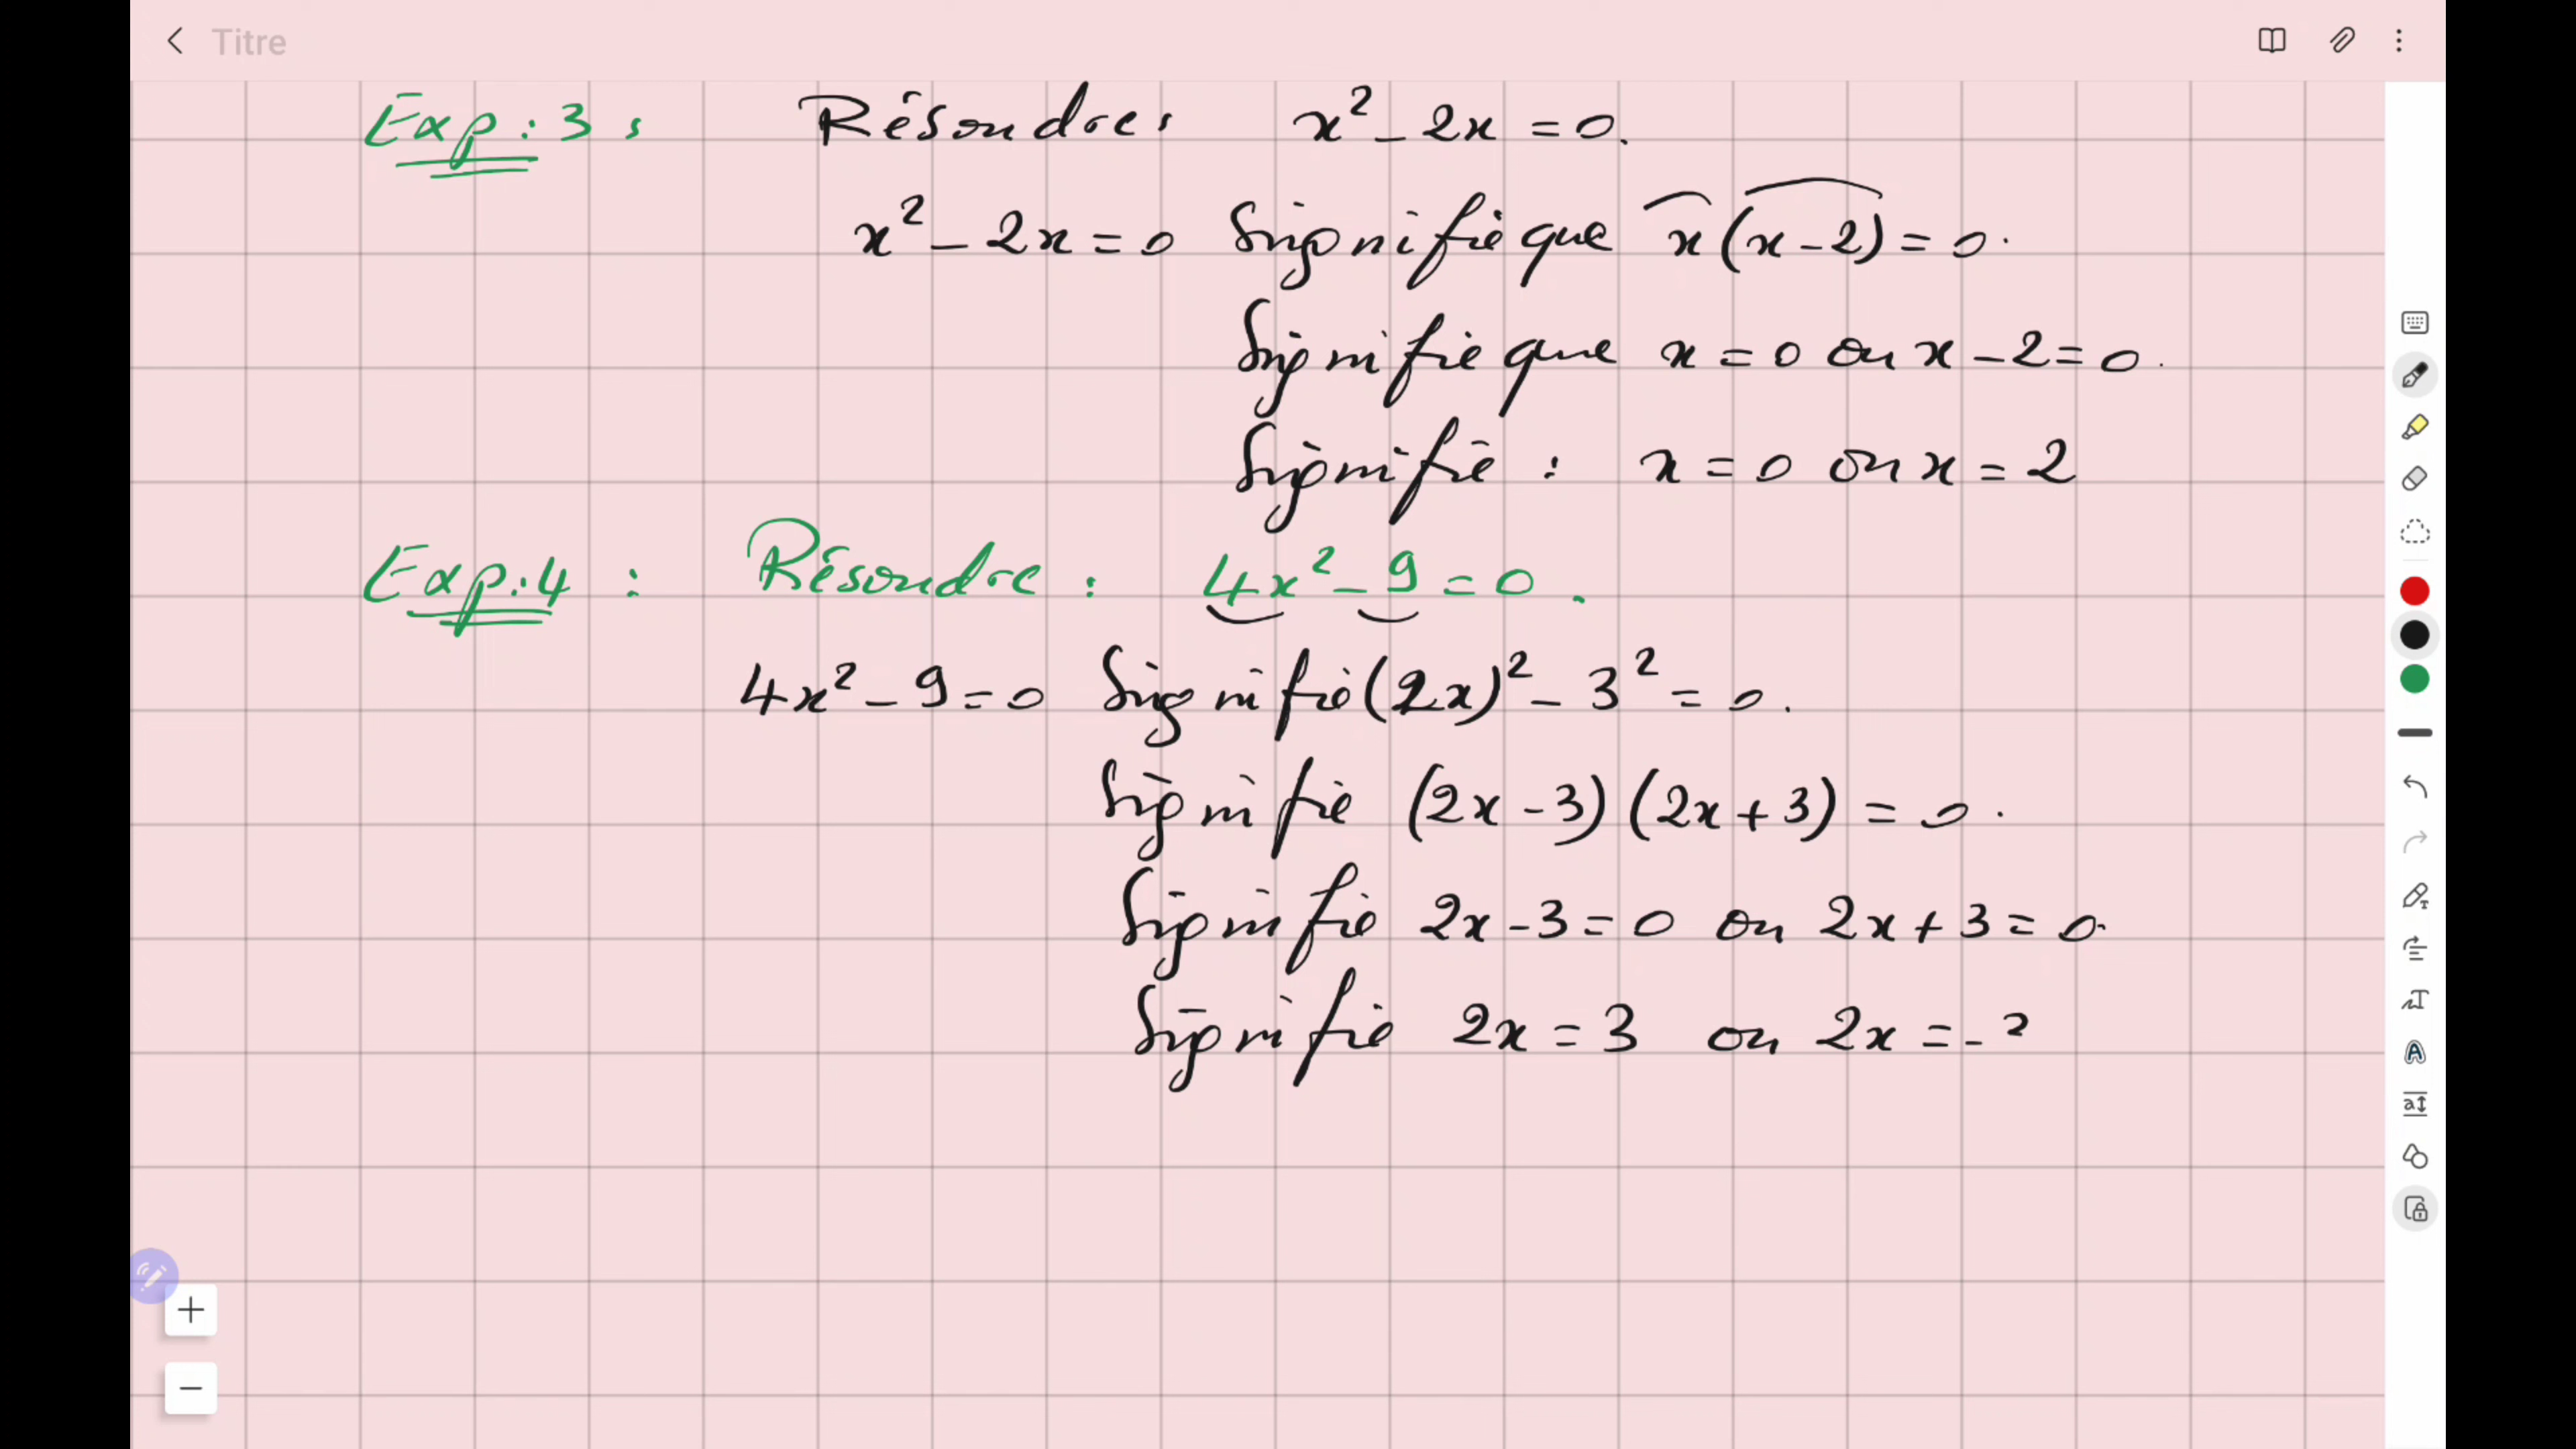 Titre
Exp: 3 : Résoudre : x² - 2x = 0.
x² - 2x = 0 Signifie que x(x - 2) = 0.
Signifie que x = 0 ou x - 2 = 0.
Signifie : x = 0 ou x = 2
Exp: 4 : Résoudre : 4x² - 9 = 0.
4x² - 9 = 0 Signifie (2x)² - 3² = 0.
Signifie (2x - 3)(2x + 3) = 0.
Signifie 2x - 3 = 0 ou 2x + 3 = 0.
Signifie 2x = 3 ou 2x = -